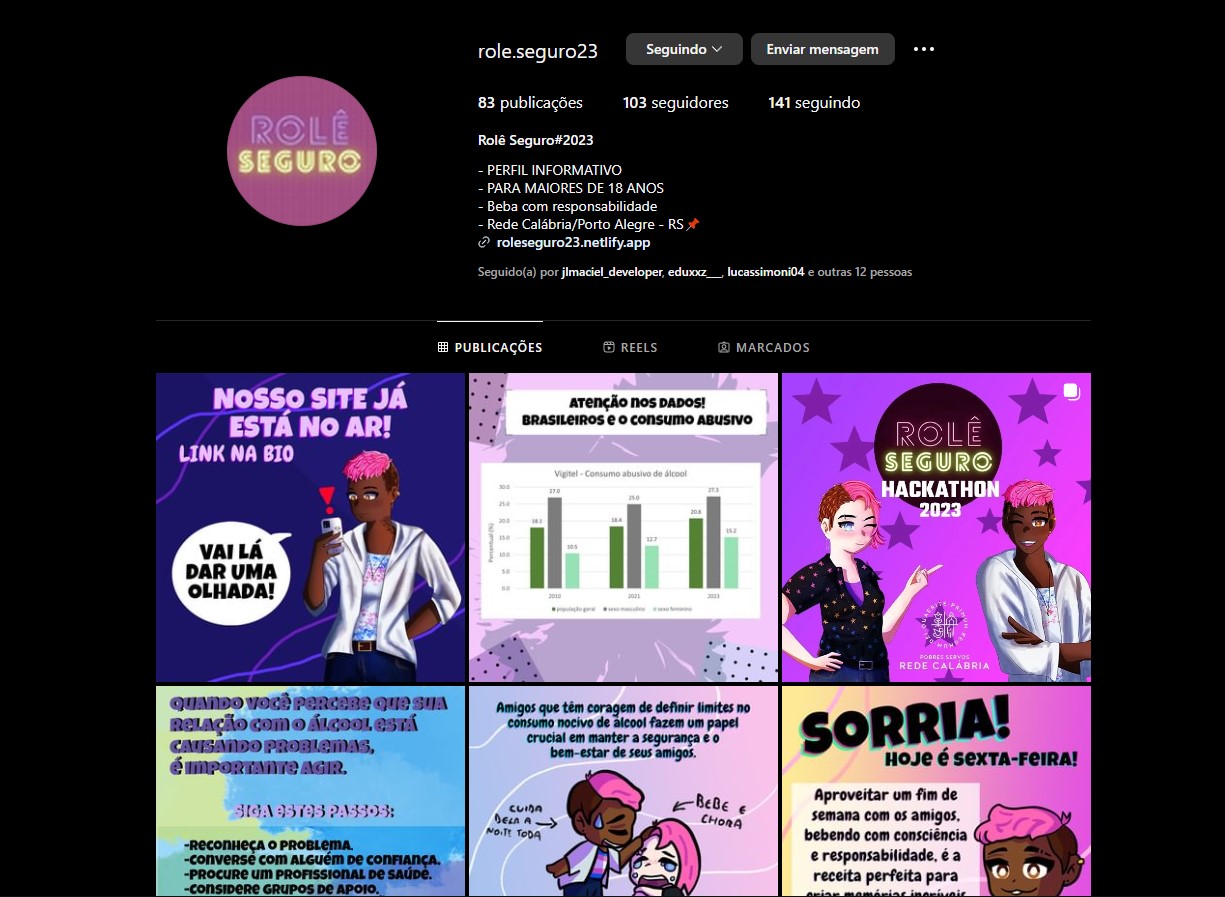 role.seguro23
Seguindo
Enviar mensagem
83 publicações
103 seguidores
141 seguindo
ROLÊ
SEGURO
Rolê Seguro#2023
- PERFIL INFORMATIVO
- PARA MAIORES DE 18 ANOS
- Beba com responsabilidade
- Rede Calábria/Porto Alegre - RS📌
roleseguro23.netlify.app
Seguido(a) por jlmaciel_developer, eduxxz___, lucassimoni04 e outras 12 pessoas
PUBLICAÇÕES
REELS
MARCADOS
NOSSO SITE JÁ
ESTÁ NO AR!
LINK NA BIO
VAI LÁ
DAR UMA
OLHADA!
ATENÇÃO NOS DADOS!
BRASILEIROS E O CONSUMO ABUSIVO
Vigitel - Consumo abusivo de álcool
Percentual (%)
30.0
25.0
20.0
15.0
10.0
5.0
0.0
18.1
27.0
10.5
18.4
25.0
12.7
20.8
27.3
15.2
2010
2021
2023
população geral
sexo masculino
sexo feminino
ROLÊ
SEGURO
HACKATHON
2023
POBRES SERVOS
REDE CALÁBRIA
QUANDO VOCÊ PERCEBE QUE SUA
RELAÇÃO COM O ÁLCOOL ESTÁ
CAUSANDO PROBLEMAS,
É IMPORTANTE AGIR.
SIGA ESTES PASSOS:
-RECONHEÇA O PROBLEMA.
-CONVERSE COM ALGUÉM DE CONFIANÇA.
-PROCURE UM PROFISSIONAL DE SAÚDE.
-CONSIDERE GRUPOS DE APOIO.
Amigos que têm coragem de definir limites no
consumo nocivo de álcool fazem um papel
crucial em manter a segurança e o
bem-estar de seus amigos.
CUIDA
DELA A
NOITE TODA
BEBE E
CHORA
SORRIA!
HOJE É SEXTA-FEIRA!
Aproveitar um fim de
semana com os amigos,
bebendo com consciência
e responsabilidade, é a
receita perfeita para
criar memórias incríveis